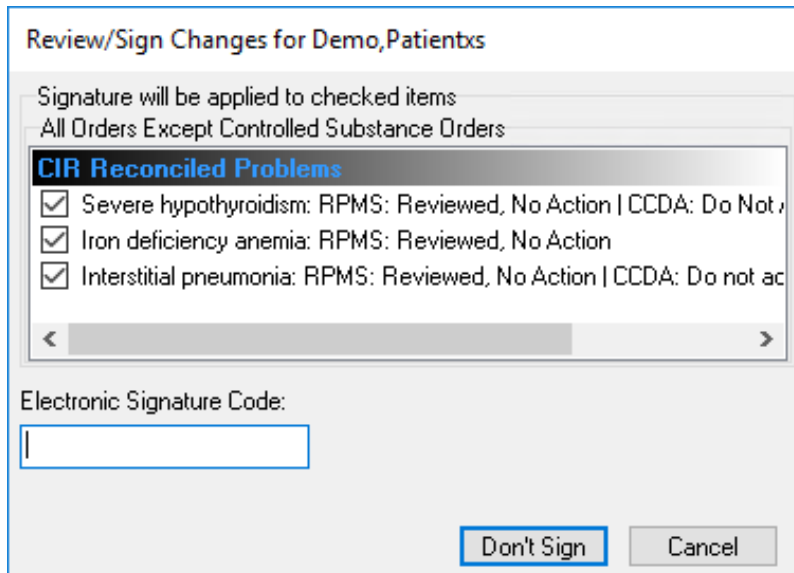 Review/Sign Changes for Demo,Patientxs
Signature will be applied to checked items
All Orders Except Controlled Substance Orders
CIR Reconciled Problems
Severe hypothyroidism: RPMS: Reviewed, No Action | CCDA: Do Not
Iron deficiency anemia: RPMS: Reviewed, No Action
Interstitial pneumonia: RPMS: Reviewed, No Action | CCDA: Do not ac
Electronic Signature Code:
Don't Sign Cancel